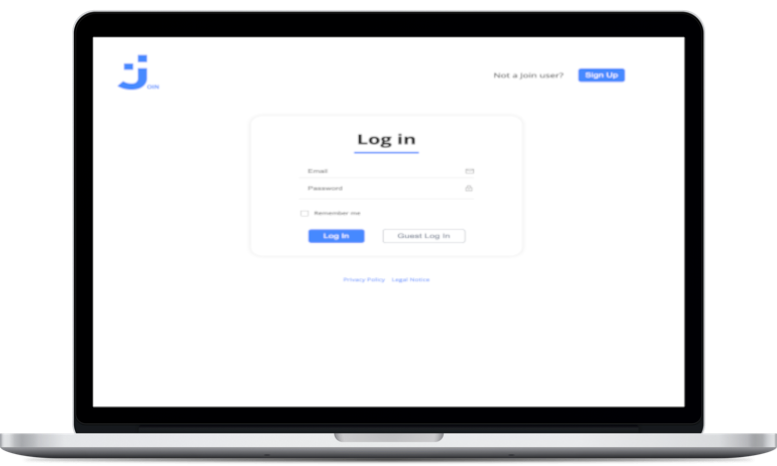 JOIN
Not a Join user?
Sign Up
Log in
Email
Password
Remember me
Log In
Guest Log In
Privacy Policy Legal Notice